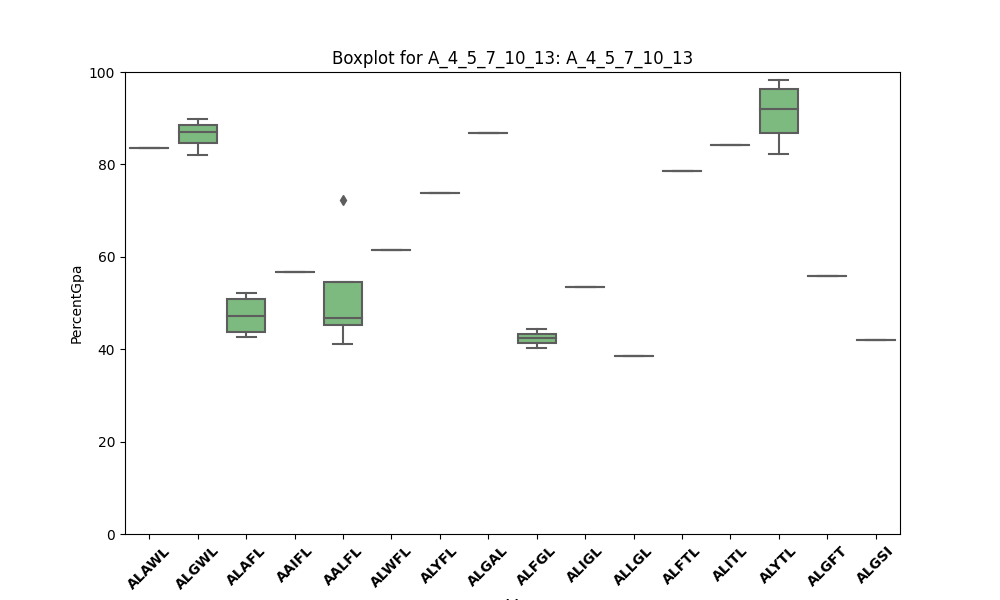 Boxplot for A_4_5_7_10_13: A_4_5_7_10_13
PercentGpa
100
80
60
40
20
0
ALAWL
ALGWL
ALAFL
AAIFL
AALFL
ALWFL
ALYFL
ALGAL
ALFGL
ALIGL
ALLGL
ALFTL
ALITL
ALYTL
ALGFT
ALGSI